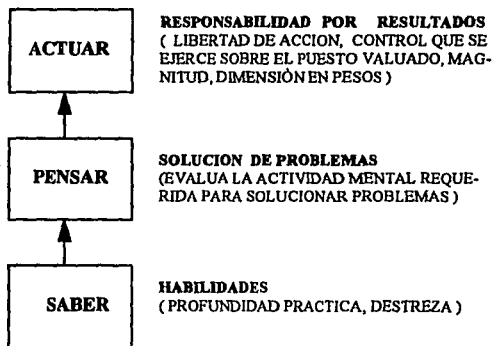 ACTUAR
RESPONSABILIDAD POR RESULTADOS
( LIBERTAD DE ACCION, CONTROL QUE SE
EJERCE SOBRE EL PUESTO VALUADO, MAG-
NITUD, DIMENSIÓN EN PESOS )
PENSAR
SOLUCION DE PROBLEMAS
(EVALUA LA ACTIVIDAD MENTAL REQUE-
RIDA PARA SOLUCIONAR PROBLEMAS )
SABER
HABILIDADES
( PROFUNDIDAD PRACTICA, DESTREZA )